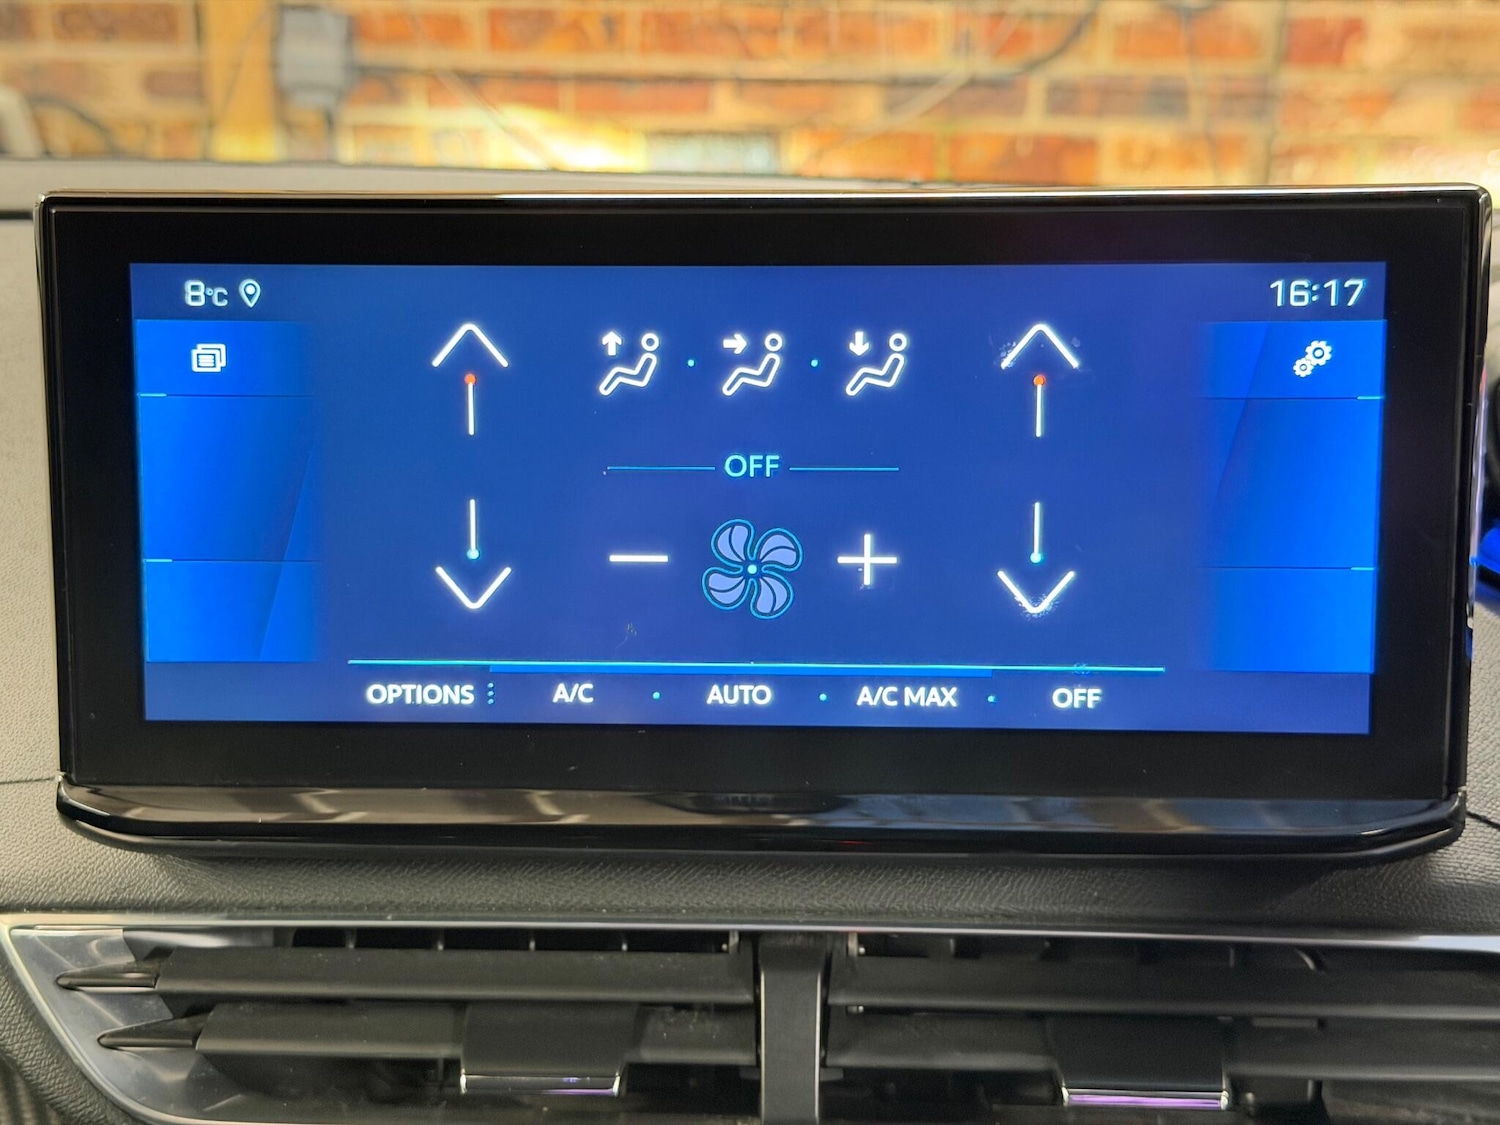 8°C
16:17
OFF
OPTIONS A/C AUTO A/C MAX OFF